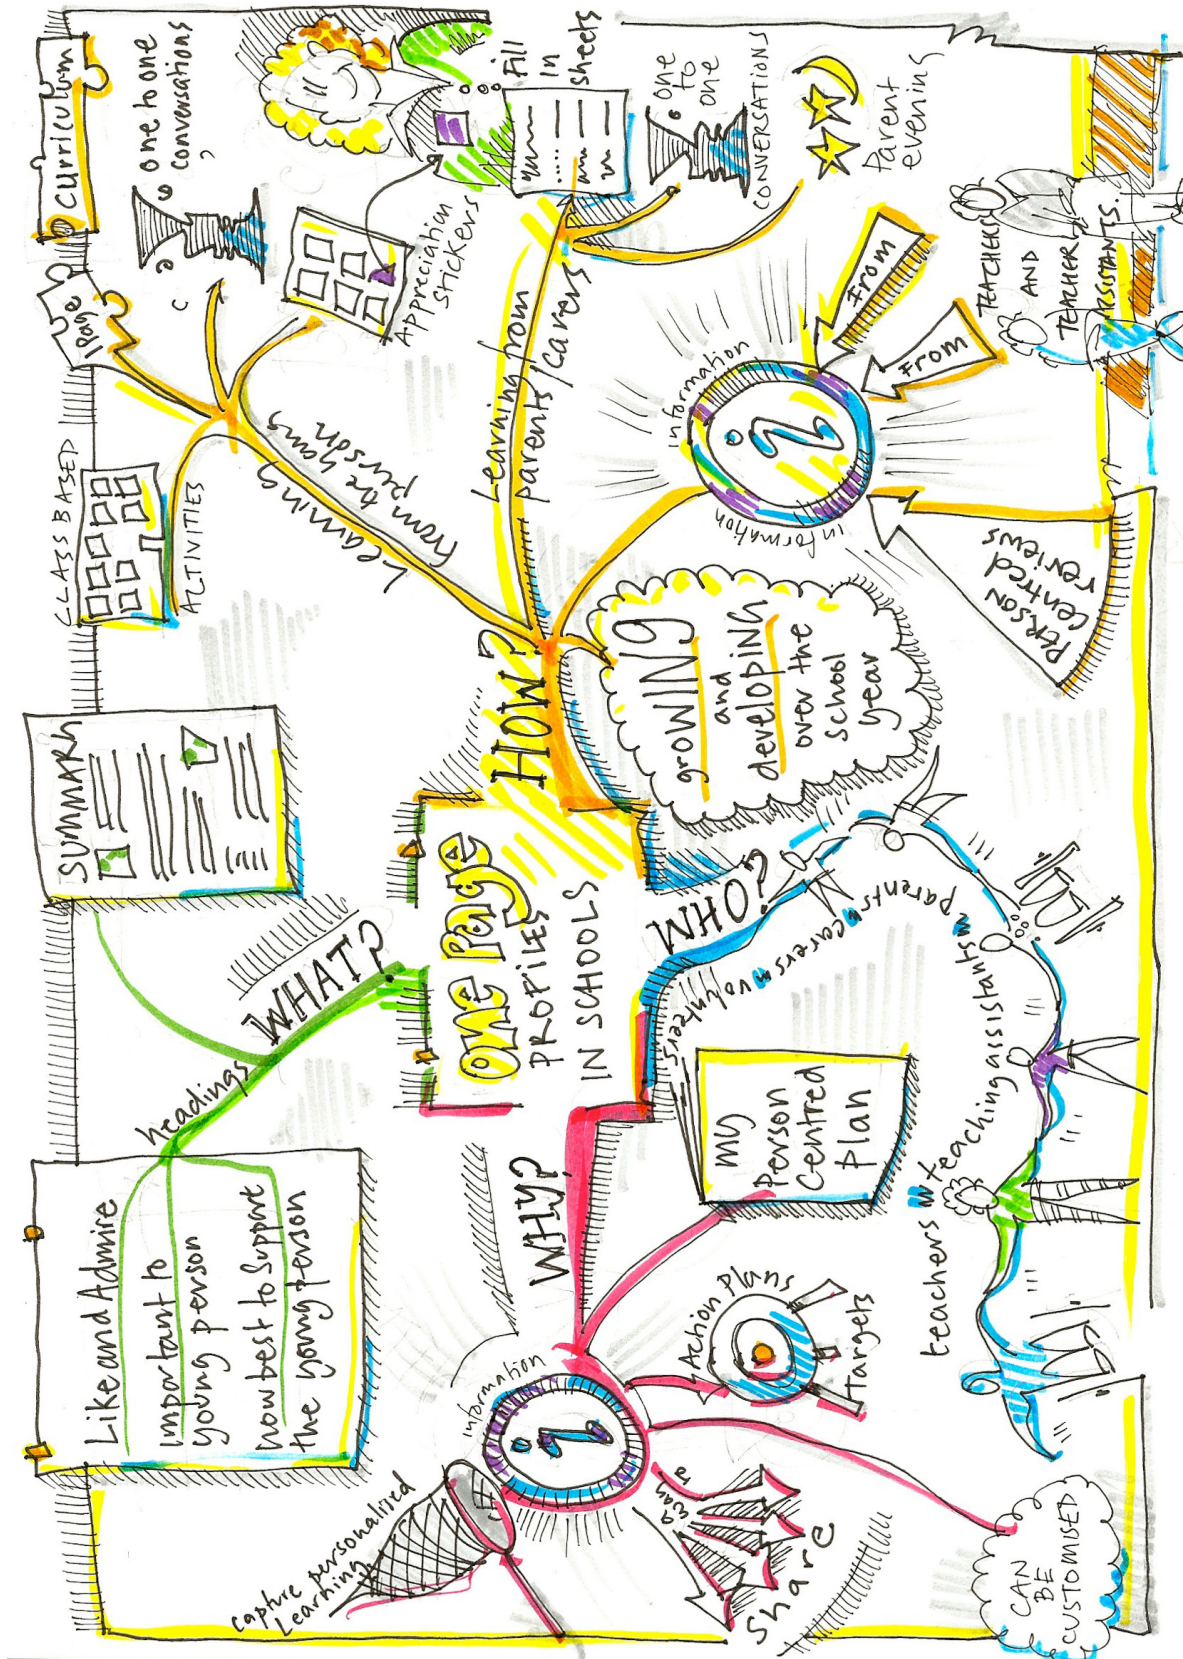 ONE Page
PROFILES
IN SCHOOLS
WHAT?
headings
Like and Admire
important to
young person
how best to support
the young person
SUMMARY
HOW?
Learning
from the young
person
CLASS BASED
ACTIVITIES
1 page
curriculum
one to one
conversations
Appreciation
stickers
Learning from
parents/carers
Fill
in
sheets
one
to
one
CONVERSATIONS
Parent
evening
information
information
From
From
TEACHERS
AND
TEACHER
ASSISTANTS.
PERSON
Centred
reviews
growing
and
developing
over the
school
year
WHO?
teachers
teaching assistants
parents
carers
volunteers
WHY?
my
Person
Centred
plan
information
capture personalised
Learning
Action Plans
targets
a way to
Share
CAN
BE
CUSTOMISED